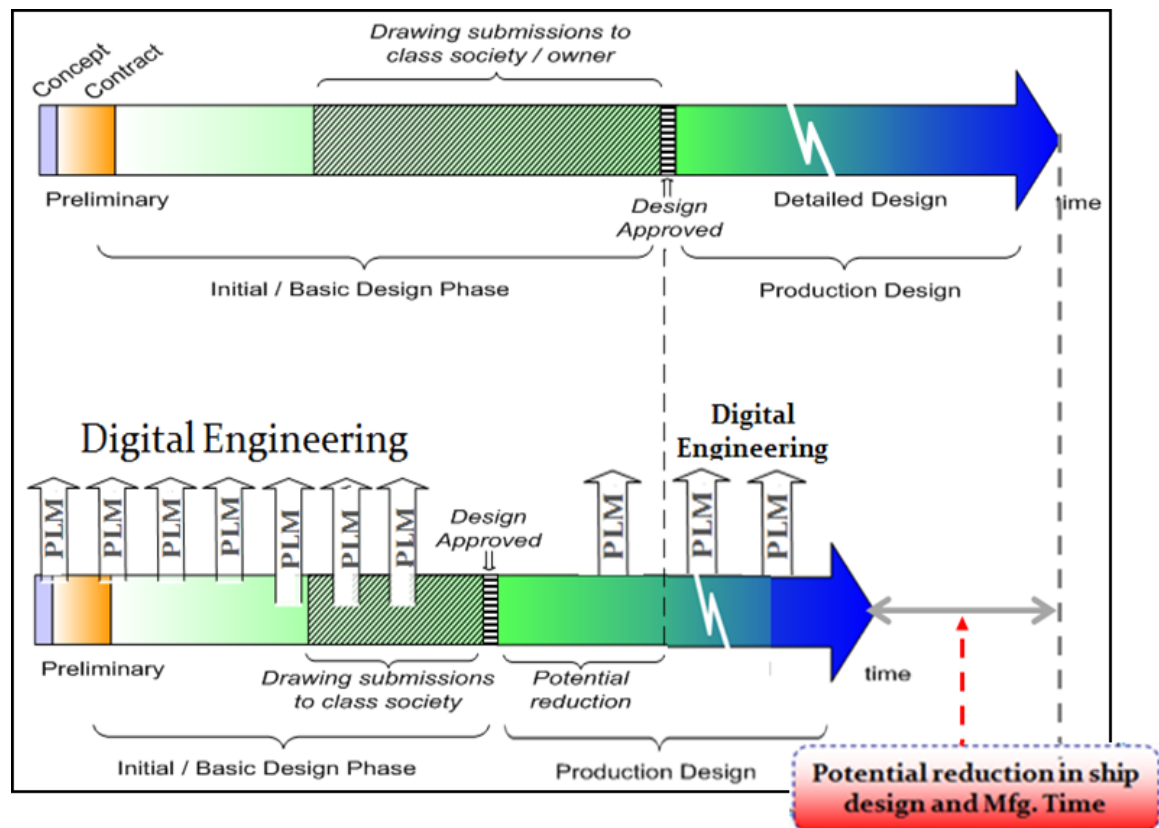 Drawing submissions to
class society / owner
Concept
Contract
Preliminary
Design
Approved
Detailed Design
time
Initial / Basic Design Phase
Production Design
Digital Engineering
Digital
Engineering
PLM
PLM
PLM
PLM
PLM
PLM
PLM
PLM
PLM
PLM
Design
Approved
Preliminary
Drawing submissions
to class society
Potential
reduction
time
Initial / Basic Design Phase
Production Design
Potential reduction in ship
design and Mfg. Time